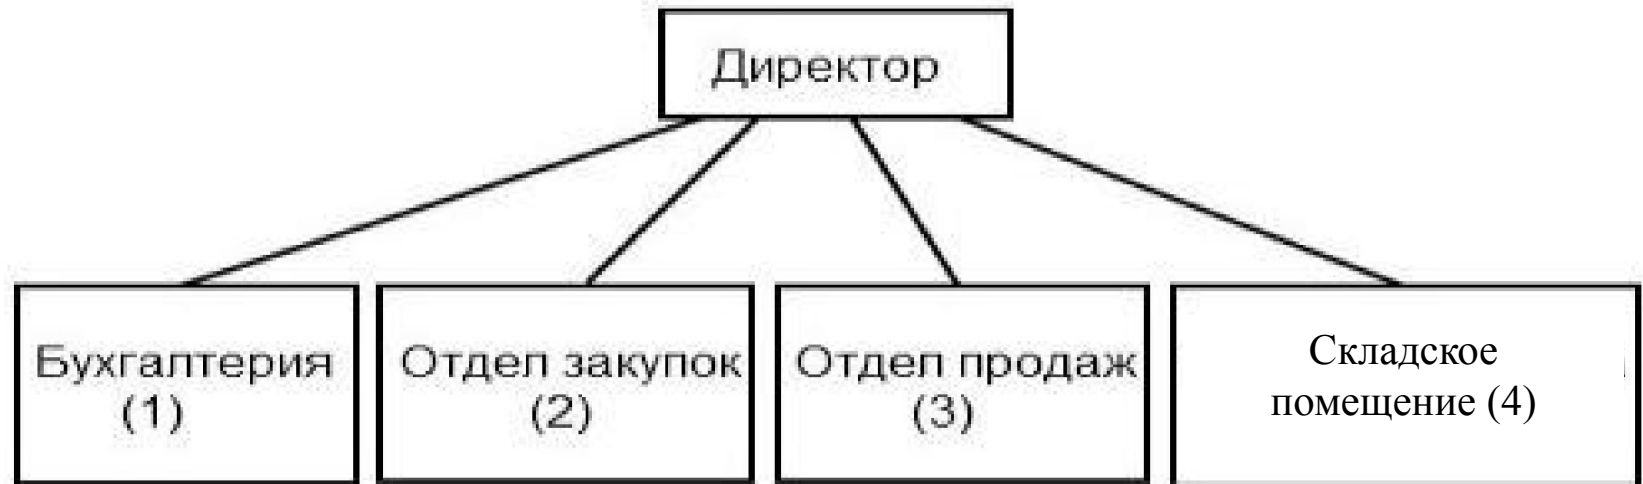 Директор
Бухгалтерия
(1)
Отдел закупок
(2)
Отдел продаж
(3)
Складское
помещение (4)